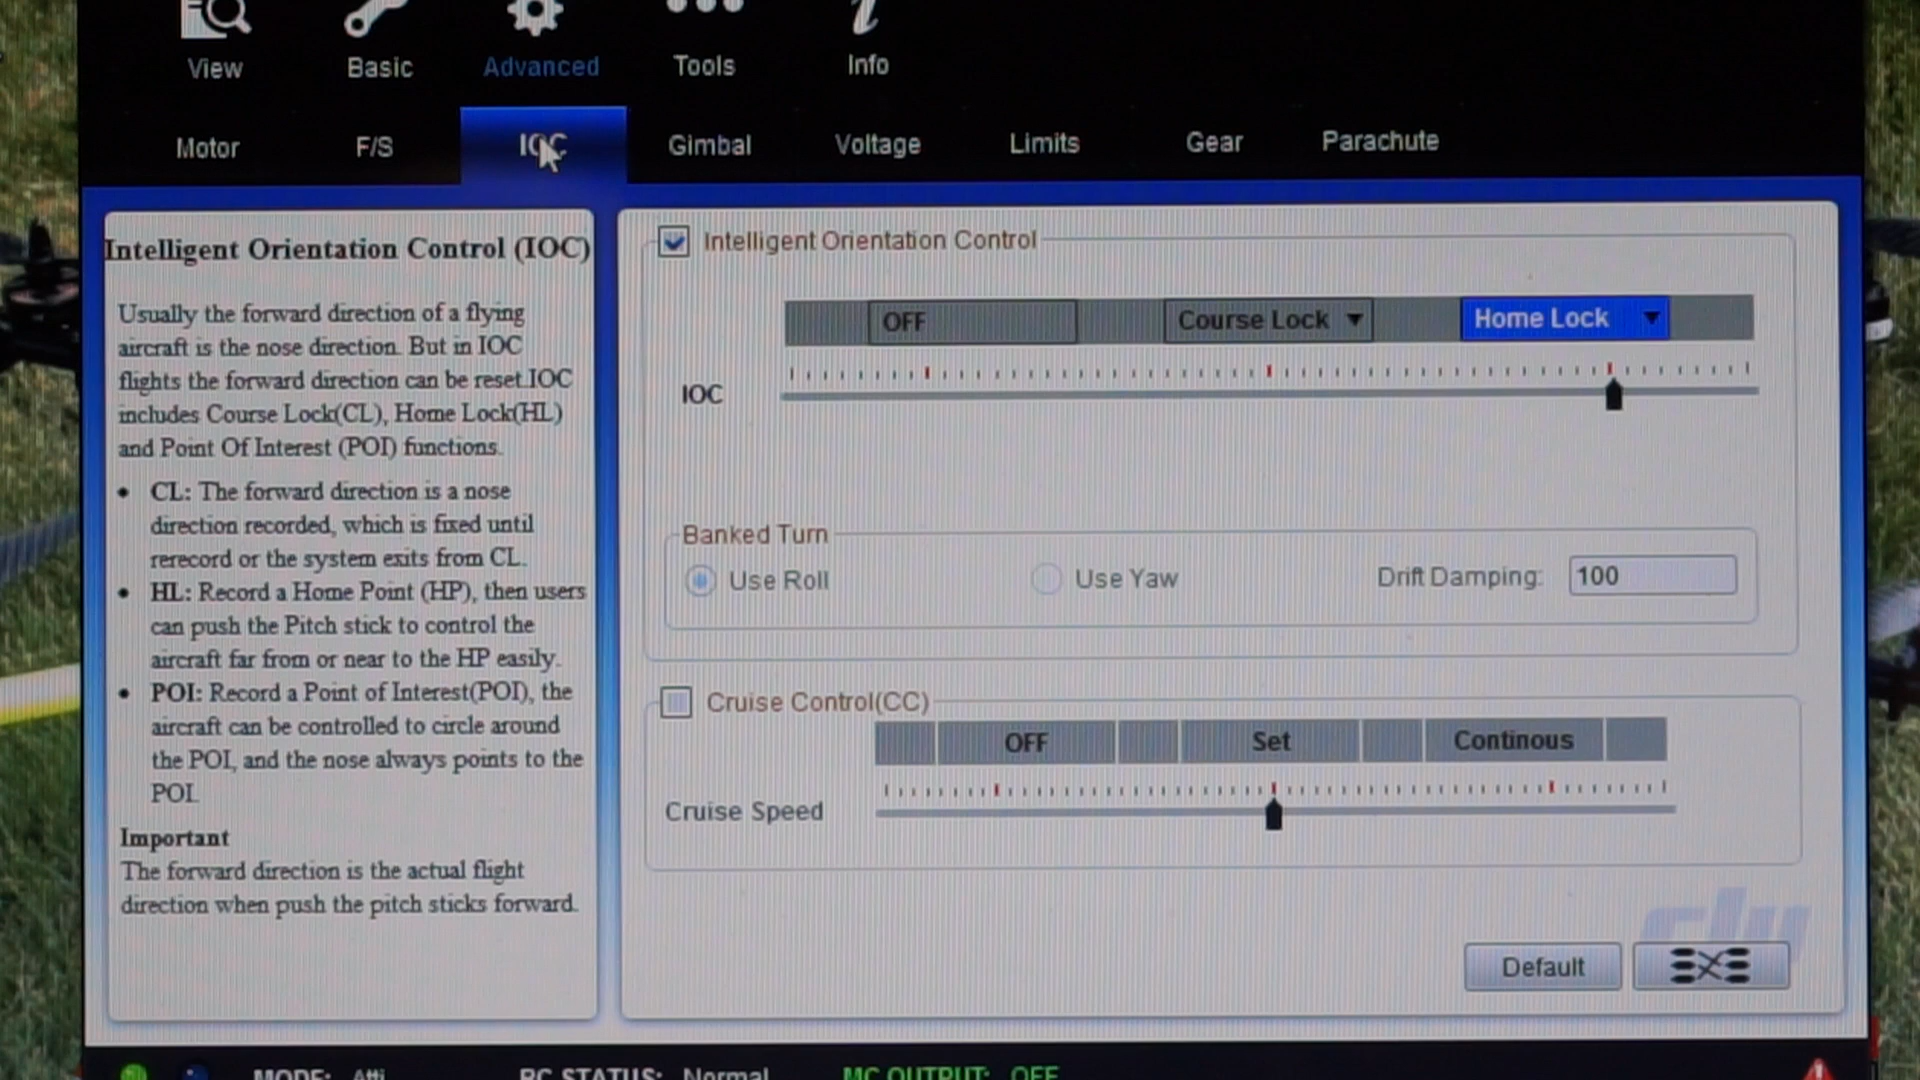 View Basic Advanced Tools Info
Motor F/S IOC Gimbal Voltage Limits Gear Parachute
Intelligent Orientation Control (IOC)
Usually the forward direction of a flying
aircraft is the nose direction. But in IOC
flights the forward direction can be reset.IOC
includes Course Lock(CL), Home Lock(HL)
and Point Of Interest (POI) functions.
• CL: The forward direction is a nose
direction recorded, which is fixed until
rerecord or the system exits from CL.
• HL: Record a Home Point (HP), then users
can push the Pitch stick to control the
aircraft far from or near to the HP easily.
• POI: Record a Point of Interest(POI), the
aircraft can be controlled to circle around
the POI, and the nose always points to the
POI.
Important
The forward direction is the actual flight
direction when push the pitch sticks forward.
Intelligent Orientation Control
OFF Course Lock Home Lock
IOC
Banked Turn
Use Roll Use Yaw Drift Damping: 100
Cruise Control(CC)
OFF Set Continous
Cruise Speed
Default
MODE: Atti RC STATUS: Normal MC OUTPUT: OFF